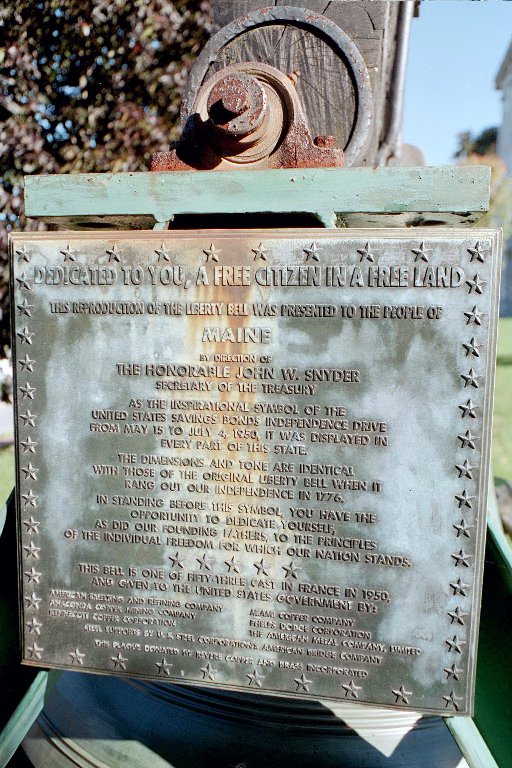 DEDICATED TO YOU, A FREE CITIZEN IN A FREE LAND
THIS REPRODUCTION OF THE LIBERTY BELL WAS PRESENTED TO THE PEOPLE OF
MAINE
BY DIRECTION OF
THE HONORABLE JOHN W. SNYDER
SECRETARY OF THE TREASURY
AS THE INSPIRATIONAL SYMBOL OF THE
UNITED STATES SAVINGS BONDS INDEPENDENCE DRIVE
FROM MAY 15 TO JULY 4, 1950, IT WAS DISPLAYED IN
EVERY PART OF THIS STATE.
THE DIMENSIONS AND TONE ARE IDENTICAL
WITH THOSE OF THE ORIGINAL LIBERTY BELL WHEN IT
RANG OUT OUR INDEPENDENCE IN 1776.
IN STANDING BEFORE THIS SYMBOL, YOU HAVE THE
OPPORTUNITY TO DEDICATE YOURSELF,
AS DID OUR FOUNDING FATHERS, TO THE PRINCIPLES
OF THE INDIVIDUAL FREEDOM FOR WHICH OUR NATION STANDS.
THIS BELL IS ONE OF FIFTY-THREE CAST IN FRANCE IN 1950,
AND GIVEN TO THE UNITED STATES GOVERNMENT BY:
AMERICAN SMELTING AND REFINING COMPANY
ANACONDA COPPER MINING COMPANY
KENNECOTT COPPER CORPORATION
MIAMI COPPER COMPANY
PHELPS DODGE CORPORATION
THE AMERICAN METAL COMPANY, LIMITED
STEEL SUPPORTS BY U. S. STEEL CORPORATION'S AMERICAN BRIDGE COMPANY
THIS PLAQUE DONATED BY REVERE COPPER AND BRASS INCORPORATED